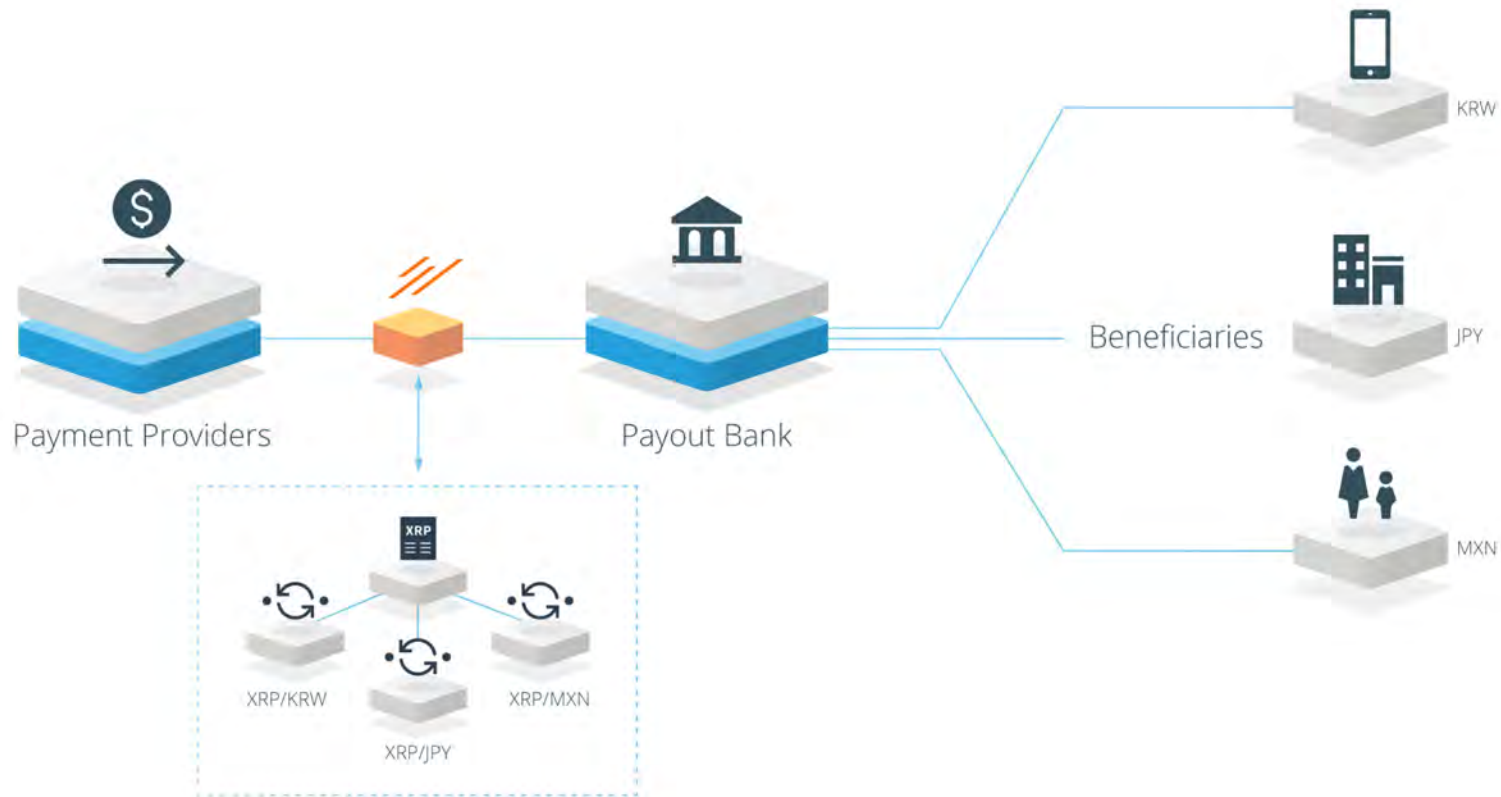 KRW
$
Beneficiaries
JPY
Payment Providers
Payout Bank
MXN
XRP
XRP/KRW
XRP/MXN
XRP/JPY